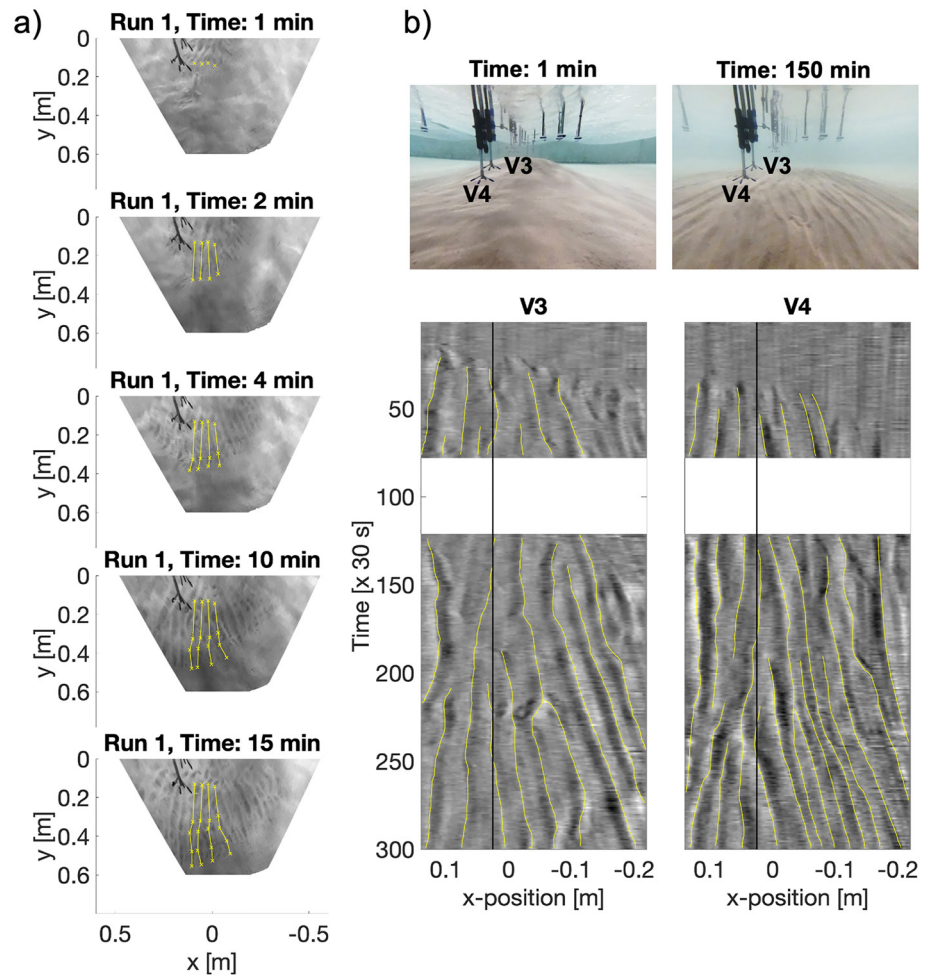 a)
Run 1, Time: 1 min
0
0.2
0.4
0.6
y [m]
Run 1, Time: 2 min
0
0.2
0.4
0.6
y [m]
Run 1, Time: 4 min
0
0.2
0.4
0.6
y [m]
Run 1, Time: 10 min
0
0.2
0.4
0.6
y [m]
Run 1, Time: 15 min
0
0.2
0.4
0.6
y [m]
0.5 0 -0.5
x [m]
b)
Time: 1 min
V3
V4
Time: 150 min
V3
V4
V3
V4
50
100
150
200
250
300
Time [x 30 s]
0.1 0 -0.1 -0.2
x-position [m]
0.1 0 -0.1 -0.2
x-position [m]